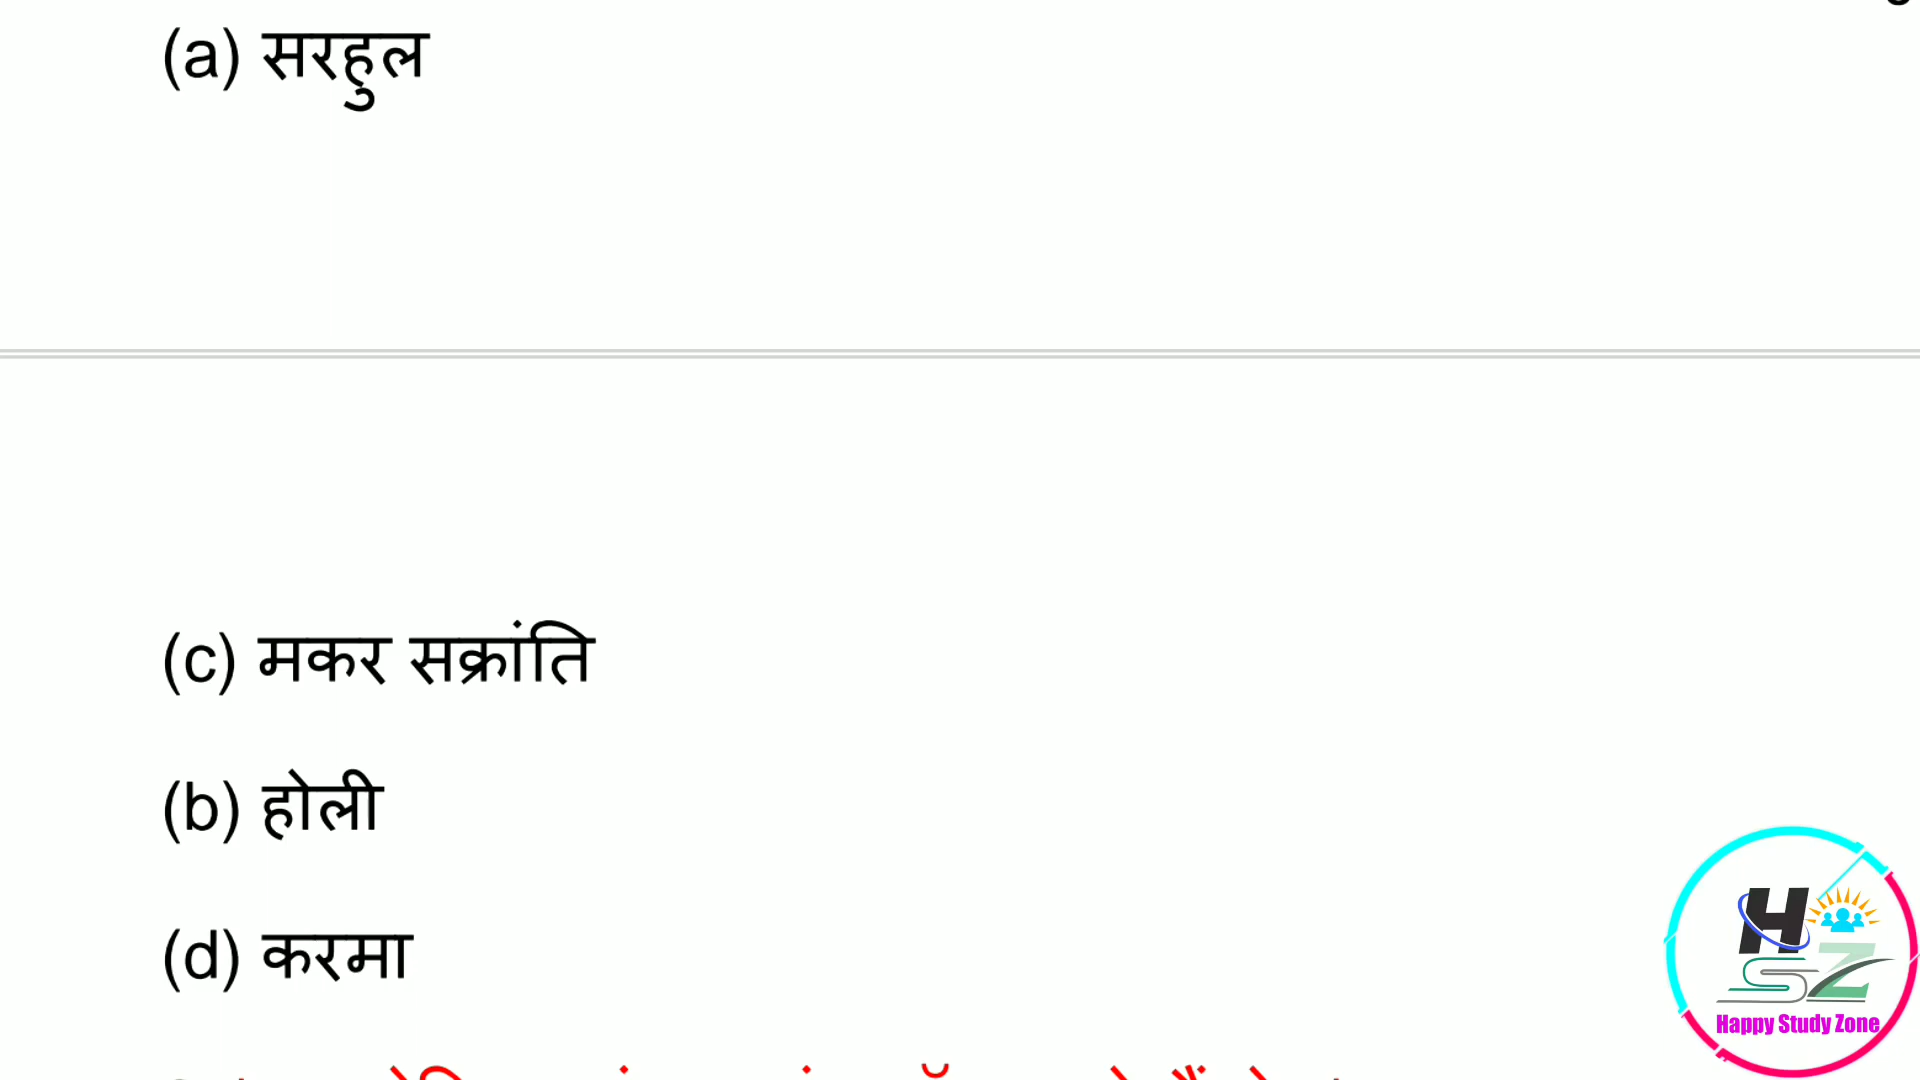 (a) सरहुल
(c) मकर सक्रांति
(b) होली
(d) करमा
Happy Study Zone